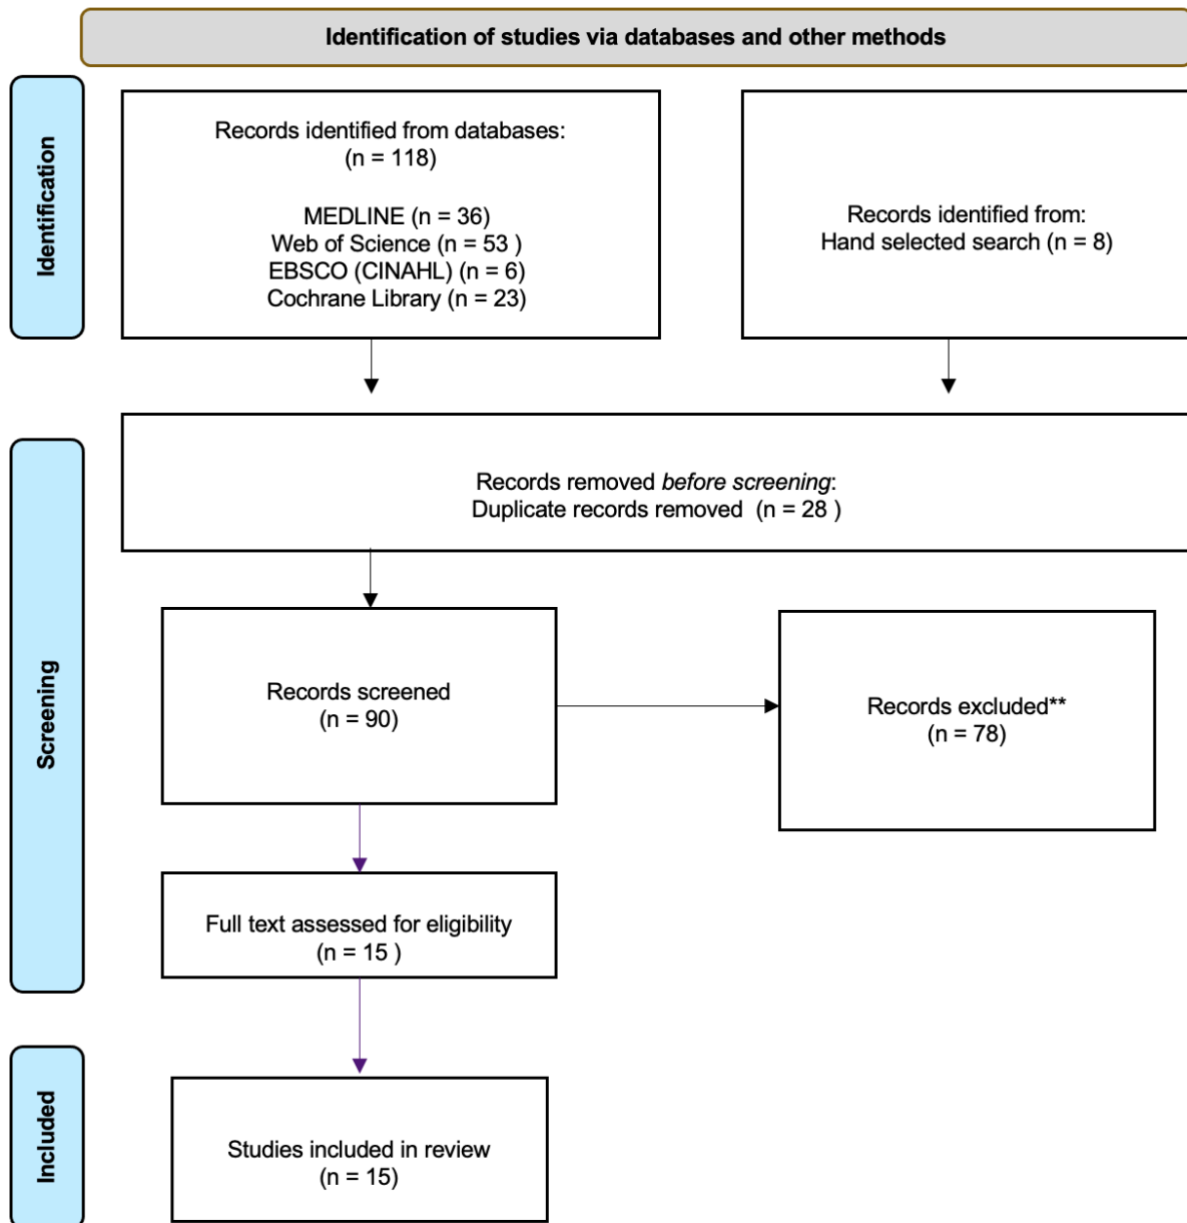 Identification of studies via databases and other methods
Identification
Records identified from databases:
(n = 118)
MEDLINE (n = 36)
Web of Science (n = 53 )
EBSCO (CINAHL) (n = 6)
Cochrane Library (n = 23)
Records identified from:
Hand selected search (n = 8)
Screening
Records removed before screening:
Duplicate records removed (n = 28 )
Records screened
(n = 90)
Records excluded**
(n = 78)
Full text assessed for eligibility
(n = 15 )
Included
Studies included in review
(n = 15)